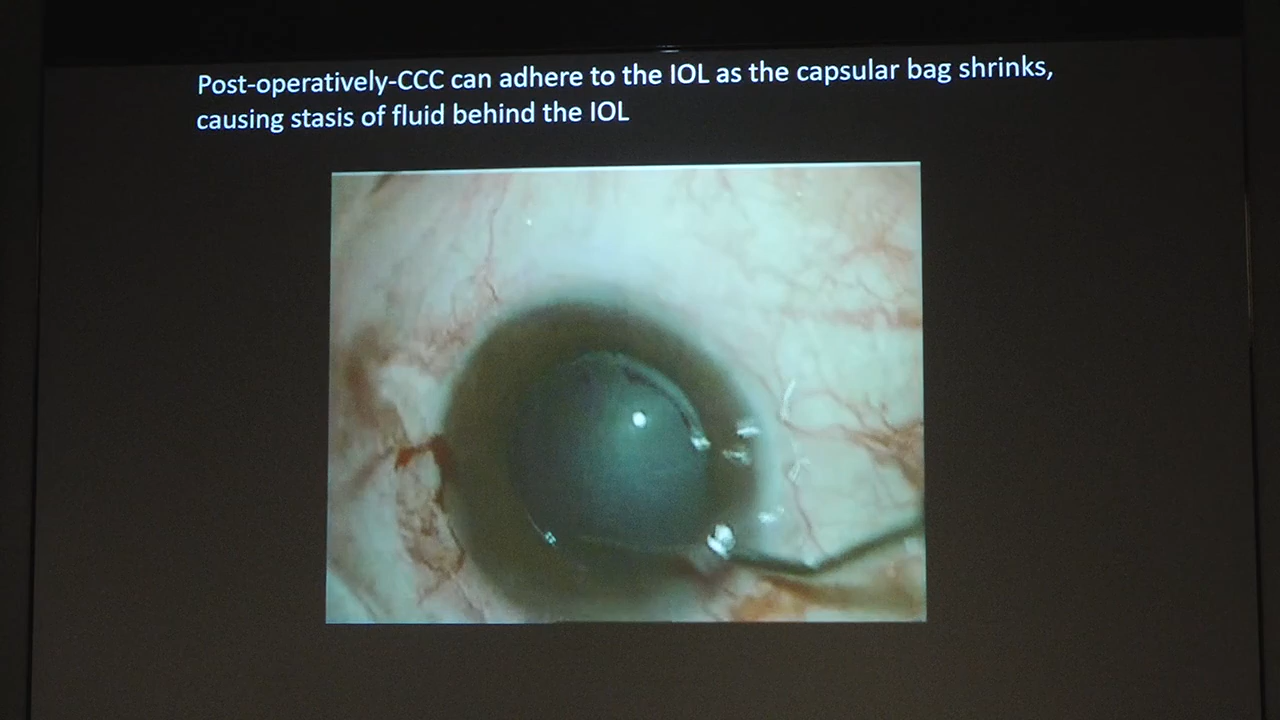 Post-operatively-CCC can adhere to the IOL as the capsular bag shrinks,
causing stasis of fluid behind the IOL